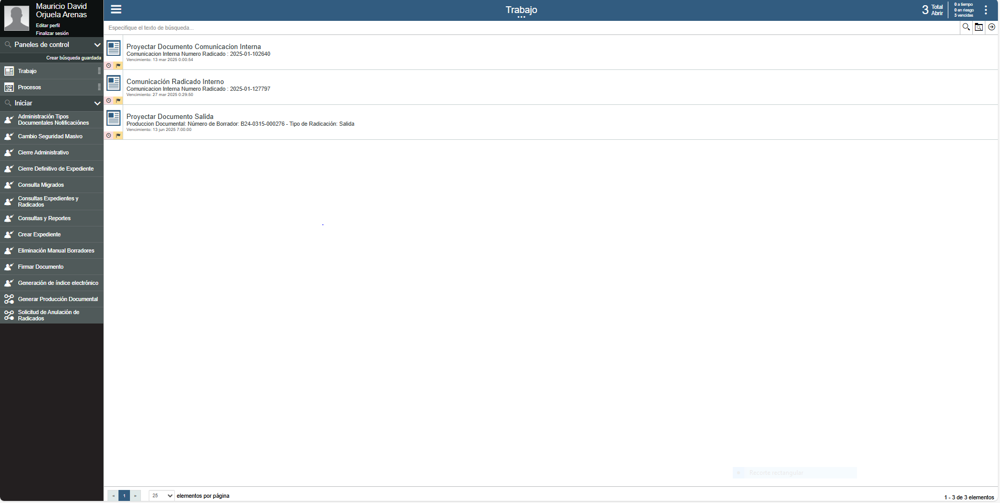 Mauricio David
Orjuela Arenas
Editar perfil
Finalizar sesión
Paneles de control
Crear búsqueda guardada
Trabajo
Procesos
Iniciar
Administración Tipos
Documentales Notificaciónes
Cambio Seguridad Masivo
Cierre Administrativo
Cierre Definitivo de Expediente
Consulta Migrados
Consultas Expedientes y
Radicados
Consultas y Reportes
Crear Expediente
Eliminación Manual Borradores
Firmar Documento
Generación de índice electrónico
Generar Producción Documental
Solicitud de Anulación de
Radicados
Trabajo
3 Total
Abrir
0 a tiempo
0 en riesgo
3 vencidas
Especifique el texto de búsqueda...
Proyectar Documento Comunicacion Interna
Comunicacion Interna Numero Radicado : 2025-01-102640
Vencimiento: 13 mar 2025 0:00:54
Comunicación Radicado Interno
Comunicacion Interna Numero Radicado : 2025-01-127797
Vencimiento: 27 mar 2025 0:29:50
Proyectar Documento Salida
Produccion Documental: Número de Borrador: B24-0315-000276 - Tipo de Radicación: Salida
Vencimiento: 13 jun 2025 7:00:00
Recorte rectangular
< 1 > 25 elementos por página
1 - 3 de 3 elementos